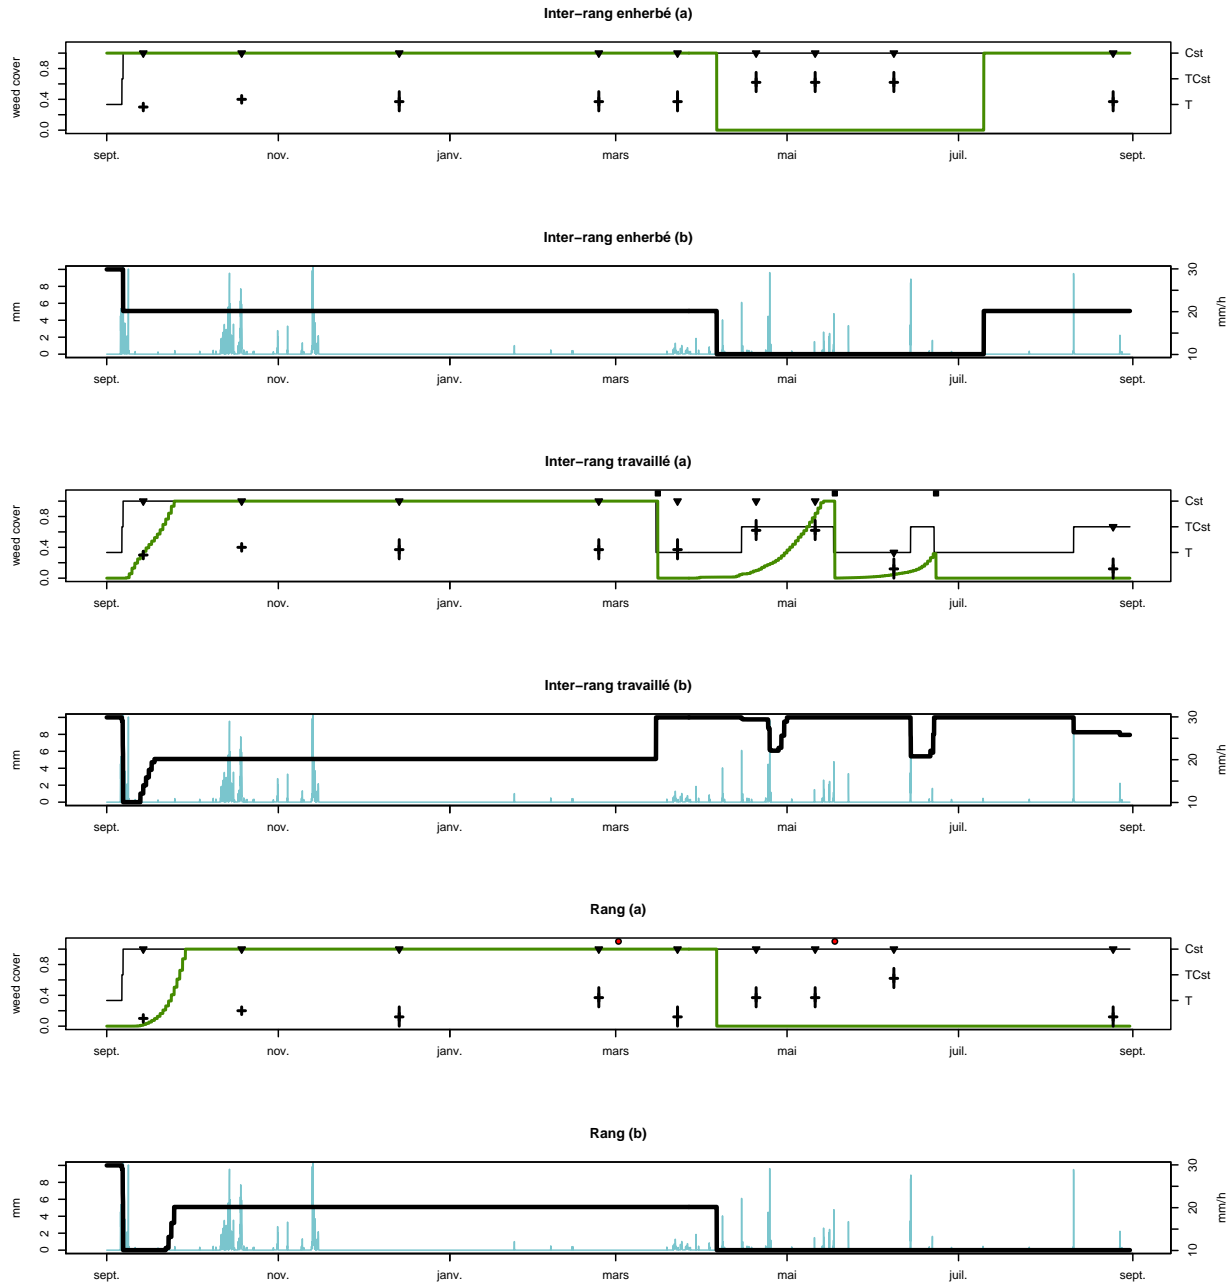 Inter−rang enherbé (a)
weed cover
0.0 0.4 0.8
Cst
TCst
T
sept. nov. janv. mars mai juil. sept.
Inter−rang enherbé (b)
mm
0 2 4 6 8
10 20 30
mm/h
sept. nov. janv. mars mai juil. sept.
Inter−rang travaillé (a)
weed cover
0.0 0.4 0.8
Cst
TCst
T
sept. nov. janv. mars mai juil. sept.
Inter−rang travaillé (b)
mm
0 2 4 6 8
10 20 30
mm/h
sept. nov. janv. mars mai juil. sept.
Rang (a)
weed cover
0.0 0.4 0.8
Cst
TCst
T
sept. nov. janv. mars mai juil. sept.
Rang (b)
mm
0 2 4 6 8
10 20 30
mm/h
sept. nov. janv. mars mai juil. sept.